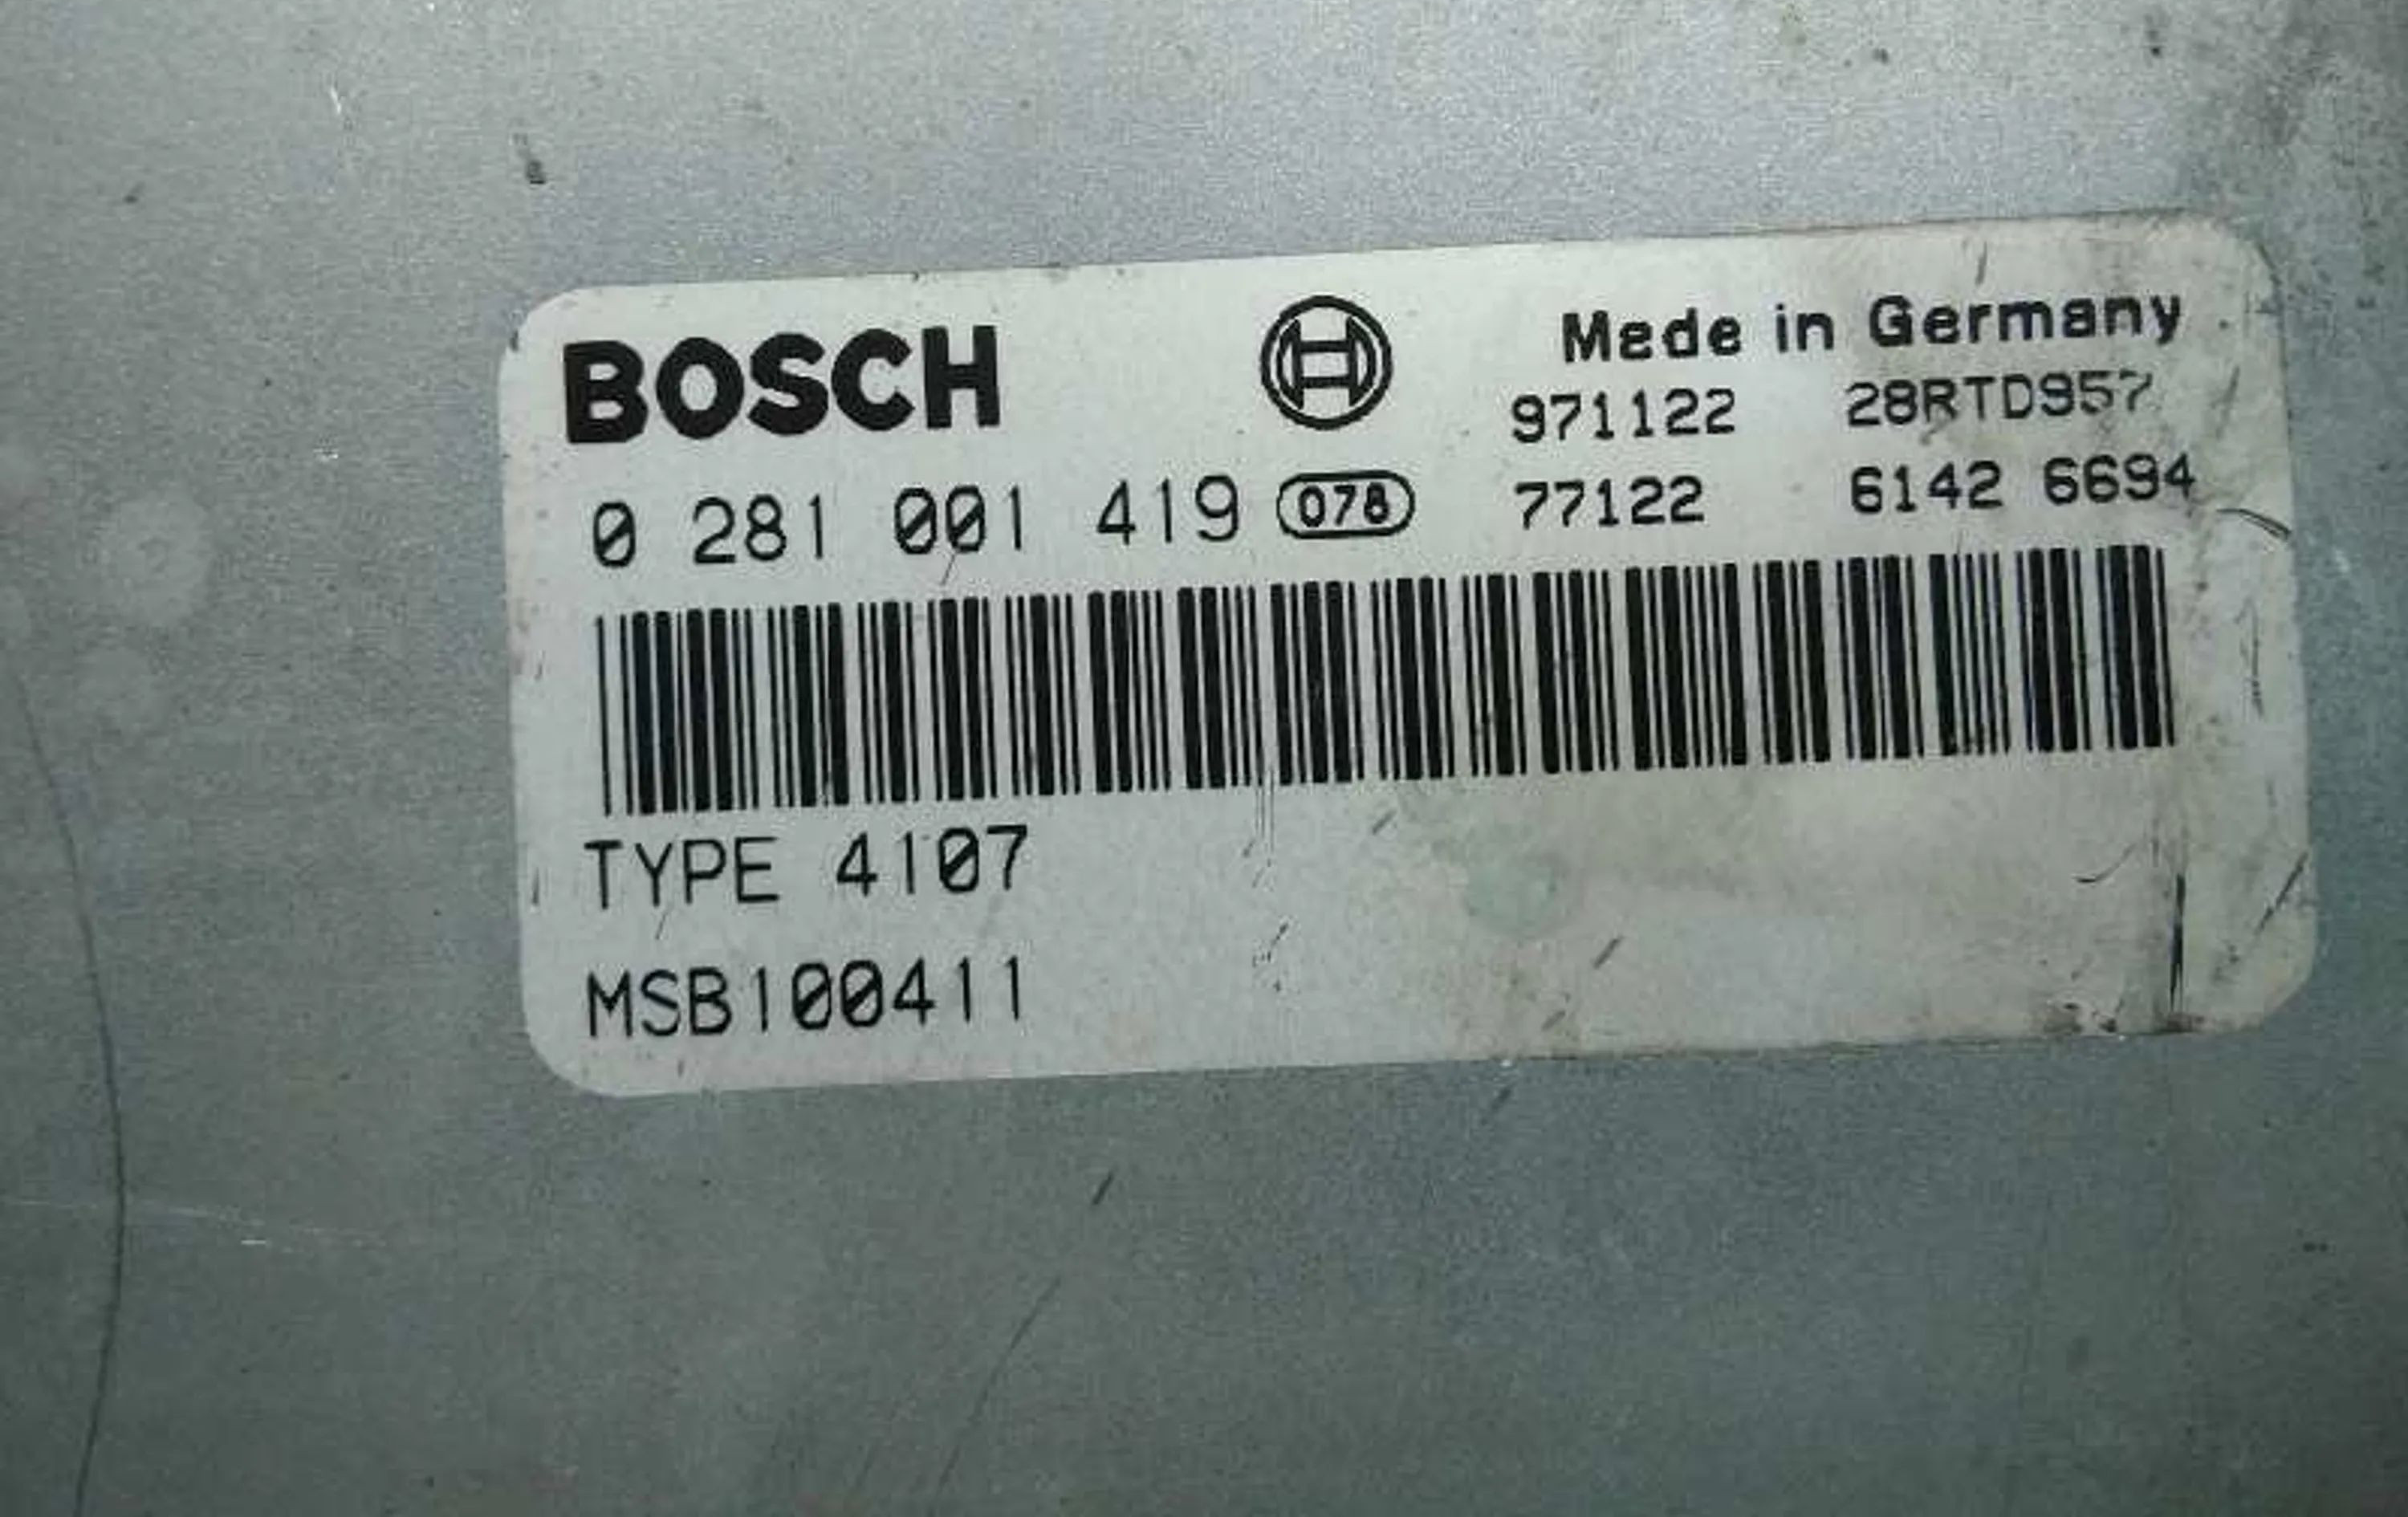 BOSCH
Made in Germany
971122 28RTD957
0 281 001 419 078 77122 6142 6694
TYPE 4107
MSB100411